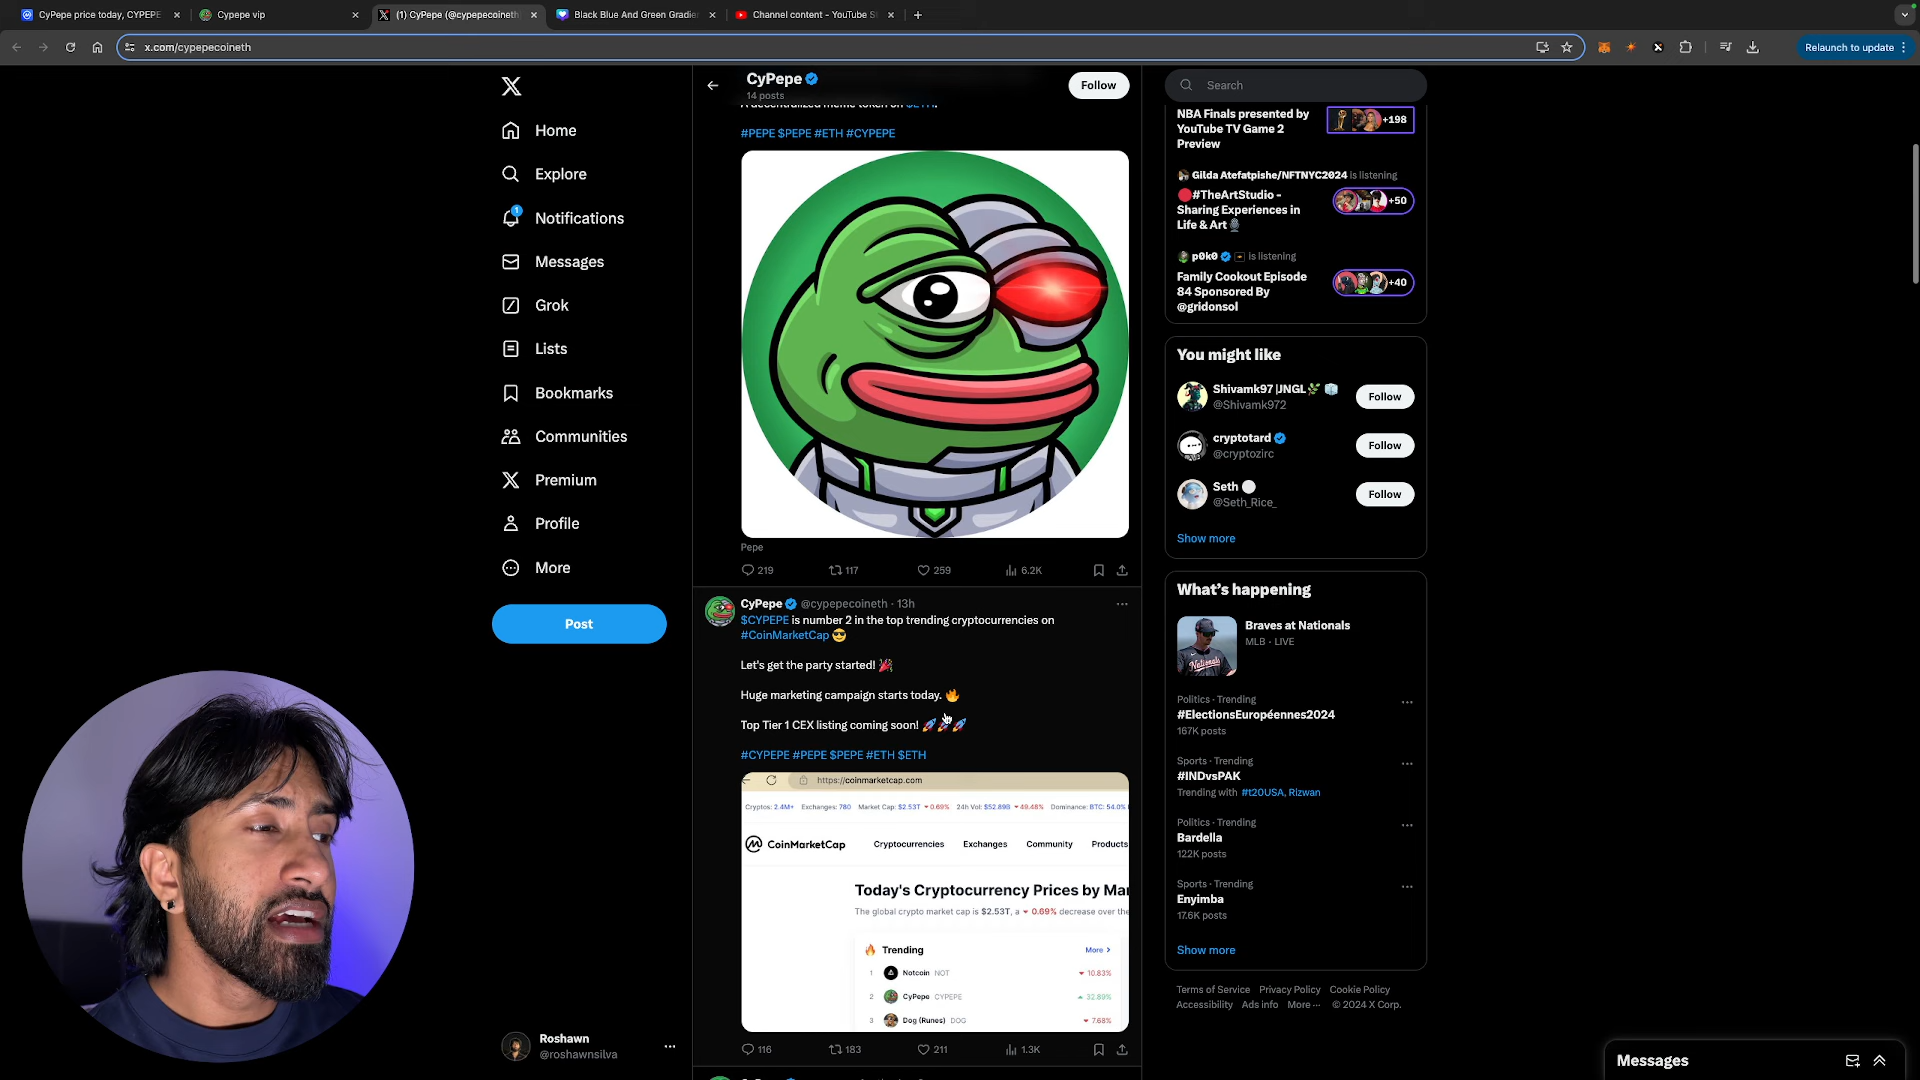 CyPepe price today, CYPEPE
Cypepe vip
(1) CyPepe (@cypepecoineth)
Black Blue And Green Gradie
Channel content - YouTube S
x.com/cypepecoineth
Relaunch to update
Home
Explore
1
Notifications
Messages
Grok
Lists
Bookmarks
Communities
Premium
Profile
More
Post
Roshawn
@roshawnsilva
CyPepe
14 posts
Follow
A decentralized meme token on $ETH.
#PEPE $PEPE #ETH #CYPEPE
Pepe
219
117
259
6.2K
CyPepe @cypepecoineth · 13h
$CYPEPE is number 2 in the top trending cryptocurrencies on
#CoinMarketCap 😎
Let's get the party started! 🎉
Huge marketing campaign starts today. 🔥
Top Tier 1 CEX listing coming soon! 🚀🚀🚀
#CYPEPE #PEPE $PEPE #ETH $ETH
https://coinmarketcap.com
Cryptos: 2.4M+ Exchanges: 780 Market Cap: $2.53T ▼ 0.69% 24h Vol: $52.89B ▼ 49.48% Dominance: BTC: 54.0%
CoinMarketCap
Cryptocurrencies
Exchanges
Community
Products
Today's Cryptocurrency Prices by Mar
The global crypto market cap is $2.53T, a ▼ 0.69% decrease over the
🔥 Trending
More >
1 Notcoin NOT ▼ 10.83%
2 CyPepe CYPEPE ▲ 32.89%
3 Dog (Runes) DOG ▼ 7.68%
116
183
211
1.3K
Search
NBA Finals presented by
YouTube TV Game 2
Preview
+198
Gilda Atefatpishe/NFTNYC2024 is listening
🔴#TheArtStudio -
Sharing Experiences in
Life & Art🎙️
+50
p0k0 is listening
Family Cookout Episode
84 Sponsored By
@gridonsol
+40
You might like
Shivamk97 |JNGL🌿 🧊
@Shivamk972
Follow
cryptotard
@cryptozirc
Follow
Seth ⚪
@Seth_Rice_
Follow
Show more
What's happening
Braves at Nationals
MLB · LIVE
Politics · Trending
#ElectionsEuropéennes2024
167K posts
Sports · Trending
#INDvsPAK
Trending with #t20USA, Rizwan
Politics · Trending
Bardella
122K posts
Sports · Trending
Enyimba
17.6K posts
Show more
Terms of Service Privacy Policy Cookie Policy
Accessibility Ads info More ··· © 2024 X Corp.
Messages